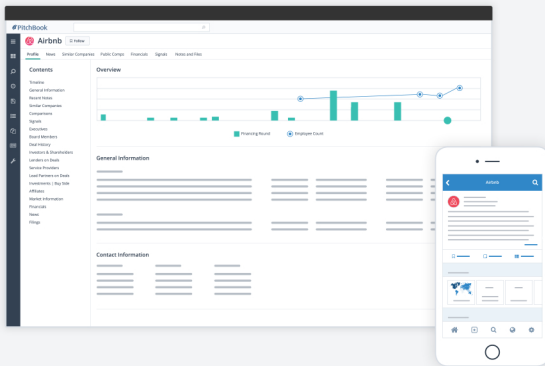 PitchBook
Airbnb
Follow
Profile News Similar Companies Public Comps Financials Signals Notes and Files
Contents
Timeline
General Information
Recent Notes
Similar Companies
Comparisons
Signals
Executives
Board Members
Deal History
Investors & Shareholders
Lenders on Deals
Service Providers
Lead Partners on Deals
Investments | Buy Side
Affiliates
Market Information
Financials
News
Filings
Overview
Financing Round Employee Count
General Information
Contact Information
Airbnb